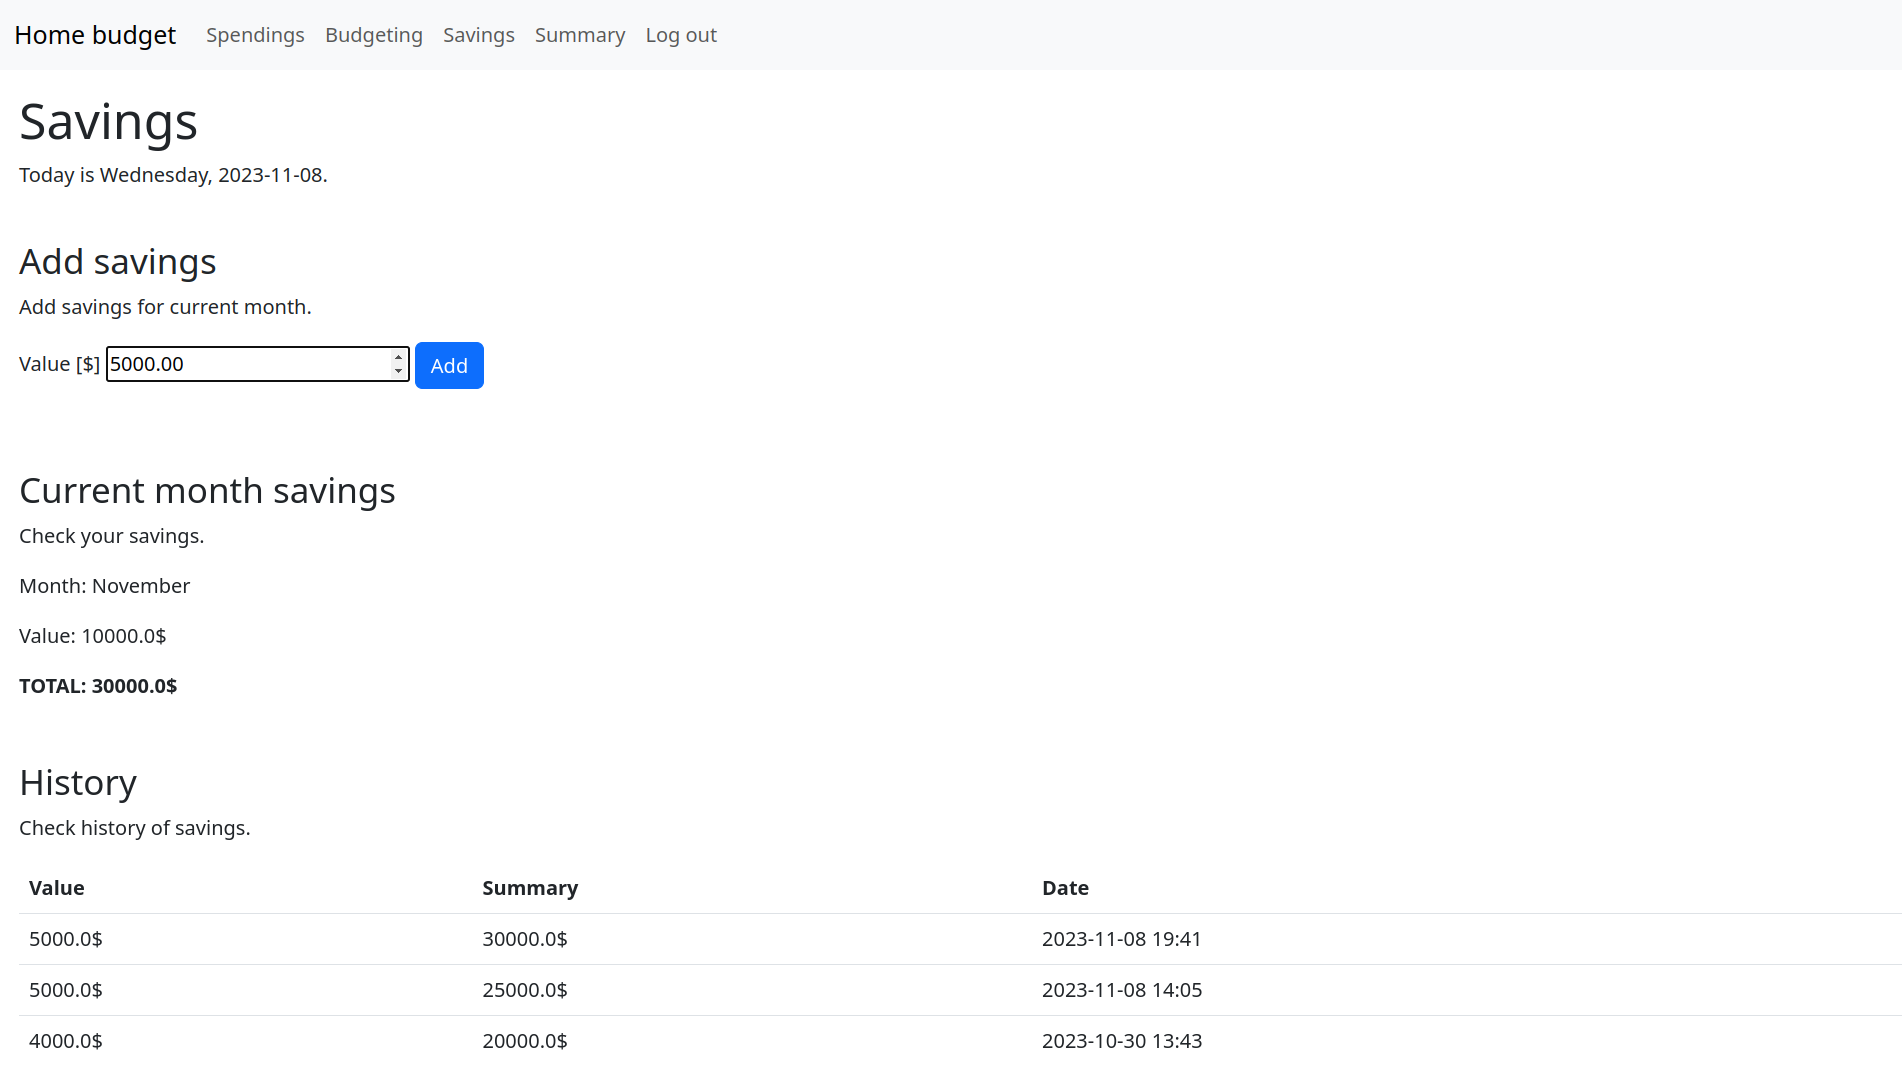 Home budget Spendings Budgeting Savings Summary Log out
Savings
Today is Wednesday, 2023-11-08.
Add savings
Add savings for current month.
Value [$] 5000.00 Add
Current month savings
Check your savings.
Month: November
Value: 10000.0$
TOTAL: 30000.0$
History
Check history of savings.
Value Summary Date
5000.0$ 30000.0$ 2023-11-08 19:41
5000.0$ 25000.0$ 2023-11-08 14:05
4000.0$ 20000.0$ 2023-10-30 13:43